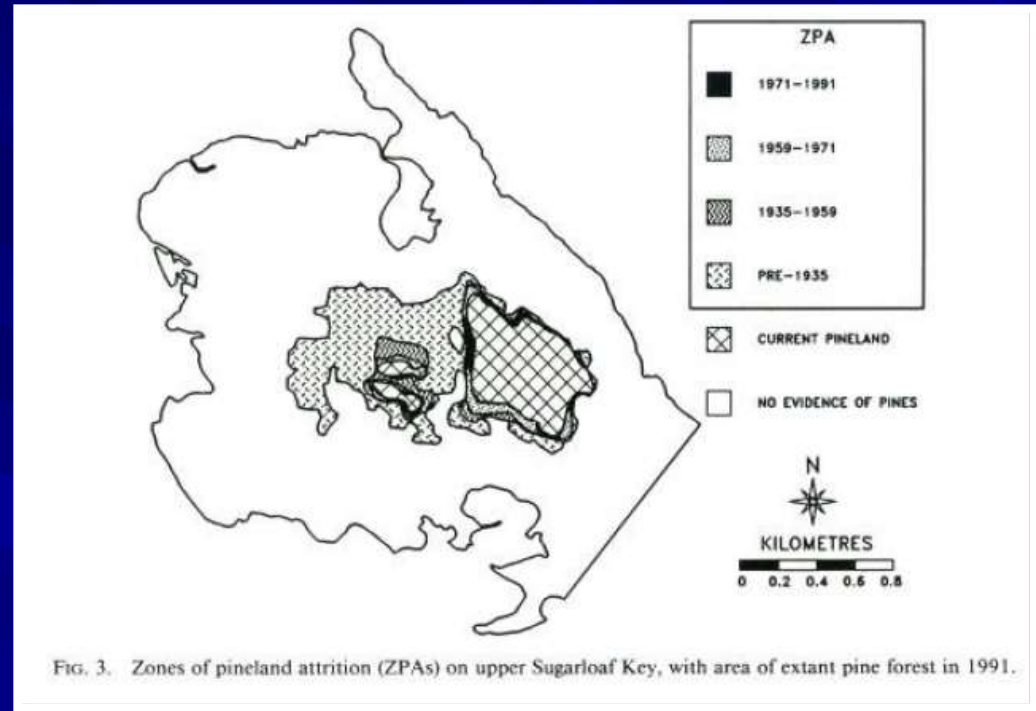 ZPA
1971–1991
1959–1971
1935–1959
PRE–1935
CURRENT PINELAND
NO EVIDENCE OF PINES
N
KILOMETRES
0 0.2 0.4 0.6 0.8
FIG. 3. Zones of pineland attrition (ZPAs) on upper Sugarloaf Key, with area of extant pine forest in 1991.